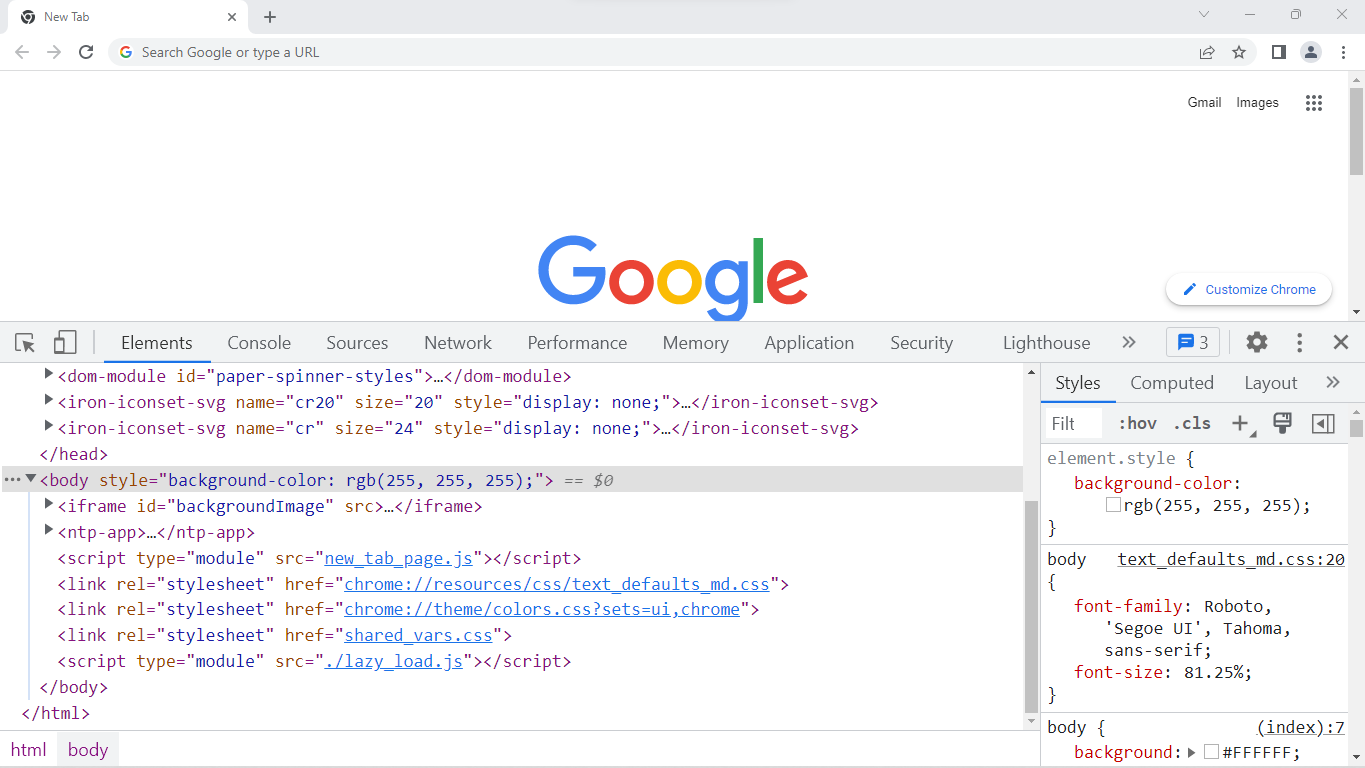 New Tab
Search Google or type a URL
Gmail Images
Google
Customize Chrome
Elements Console Sources Network Performance Memory Application Security Lighthouse » 3
<dom-module id="paper-spinner-styles">…</dom-module>
<iron-iconset-svg name="cr20" size="20" style="display: none;">…</iron-iconset-svg>
<iron-iconset-svg name="cr" size="24" style="display: none;">…</iron-iconset-svg>
</head>
<body style="background-color: rgb(255, 255, 255);"> == $0
<iframe id="backgroundImage" src>…</iframe>
<ntp-app>…</ntp-app>
<script type="module" src="new_tab_page.js"></script>
<link rel="stylesheet" href="chrome://resources/css/text_defaults_md.css">
<link rel="stylesheet" href="chrome://theme/colors.css?sets=ui,chrome">
<link rel="stylesheet" href="shared_vars.css">
<script type="module" src="./lazy_load.js"></script>
</body>
</html>
html body
Styles Computed Layout »
Filt :hov .cls
element.style {
background-color:
rgb(255, 255, 255);
}
body text_defaults_md.css:20
{
font-family: Roboto,
'Segoe UI', Tahoma,
sans-serif;
font-size: 81.25%;
}
body { (index):7
background: #FFFFFF;